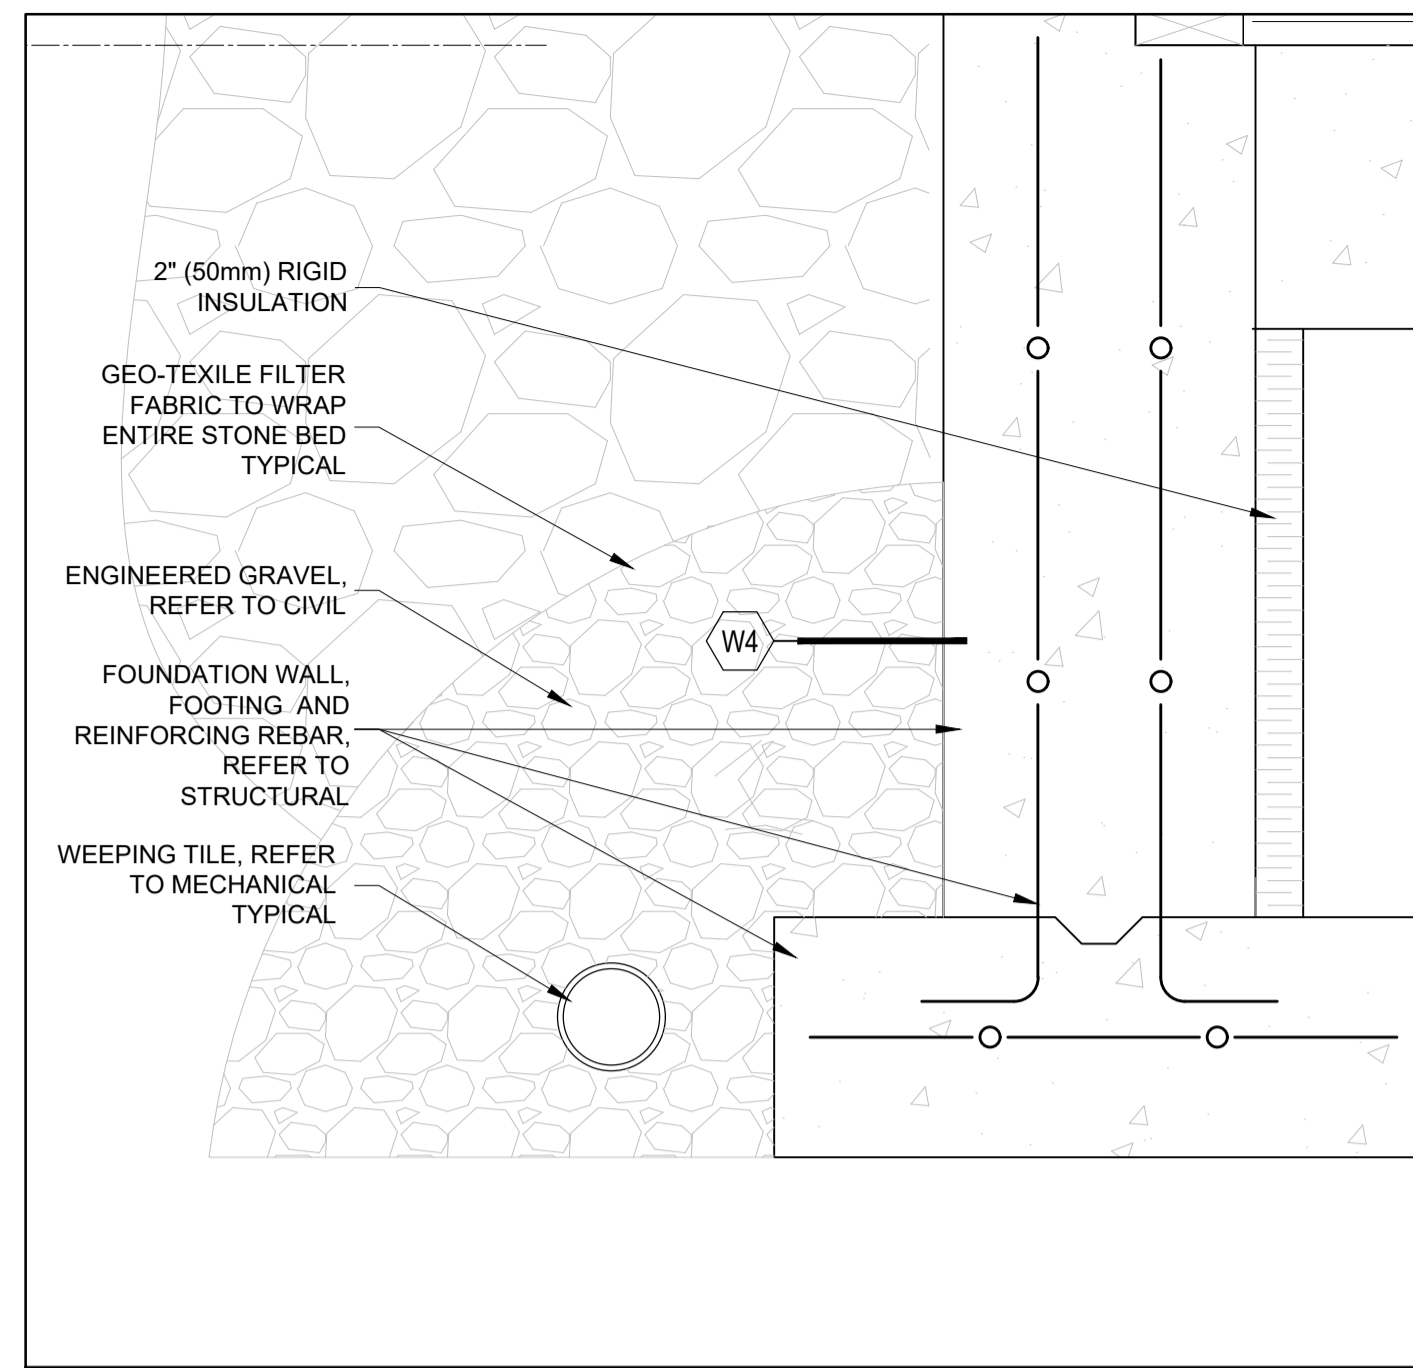 2" (50mm) RIGID
INSULATION
GEO-TEXILE FILTER
FABRIC TO WRAP
ENTIRE STONE BED
TYPICAL
ENGINEERED GRAVEL,
REFER TO CIVIL
W4
FOUNDATION WALL,
FOOTING AND
REINFORCING REBAR,
REFER TO
STRUCTURAL
WEEPING TILE, REFER
TO MECHANICAL
TYPICAL